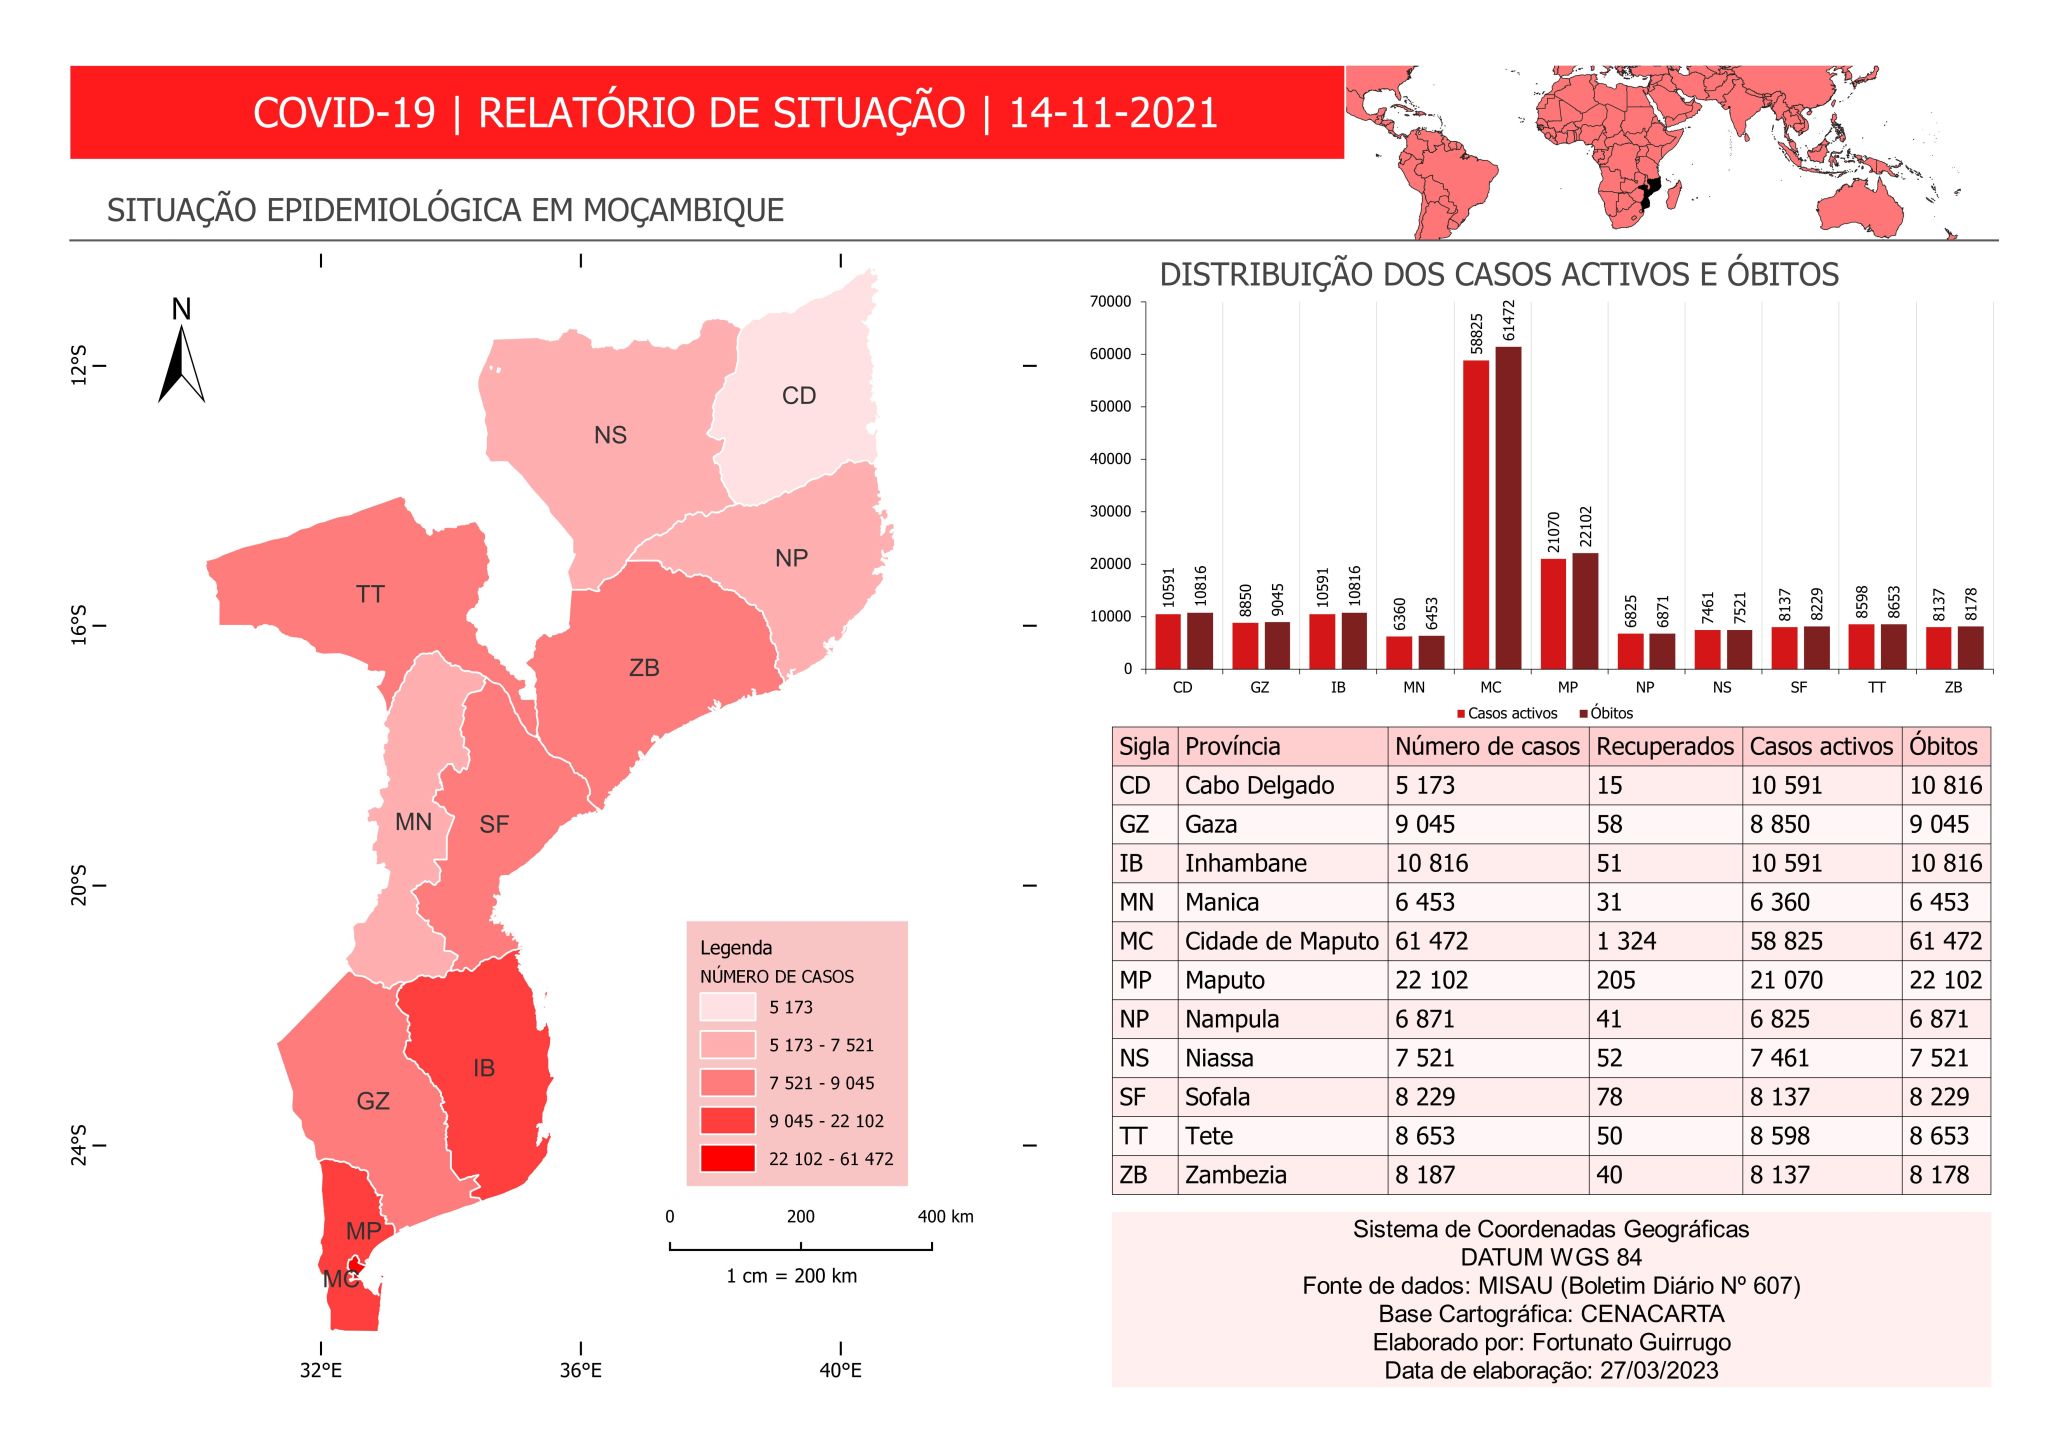 COVID-19 | RELATÓRIO DE SITUAÇÃO | 14-11-2021
SITUAÇÃO EPIDEMIOLÓGICA EM MOÇAMBIQUE
N
12°S
16°S
20°S
24°S
32°E
36°E
40°E
CD
NS
NP
TT
ZB
MN
SF
IB
GZ
MP
MC
Legenda
NÚMERO DE CASOS
5 173
5 173 - 7 521
7 521 - 9 045
9 045 - 22 102
22 102 - 61 472
0 200 400 km
1 cm = 200 km
DISTRIBUIÇÃO DOS CASOS ACTIVOS E ÓBITOS
70000
60000
50000
40000
30000
20000
10000
0
10591 10816 8850 9045 10591 10816 6360 6453 58825 61472 21070 22102 6825 6871 7461 7521 8137 8229 8598 8653 8137 8178
CD GZ IB MN MC MP NP NS SF TT ZB
Casos activos Óbitos
Sigla Província Número de casos Recuperados Casos activos Óbitos
CD Cabo Delgado 5 173 15 10 591 10 816
GZ Gaza 9 045 58 8 850 9 045
IB Inhambane 10 816 51 10 591 10 816
MN Manica 6 453 31 6 360 6 453
MC Cidade de Maputo 61 472 1 324 58 825 61 472
MP Maputo 22 102 205 21 070 22 102
NP Nampula 6 871 41 6 825 6 871
NS Niassa 7 521 52 7 461 7 521
SF Sofala 8 229 78 8 137 8 229
TT Tete 8 653 50 8 598 8 653
ZB Zambezia 8 187 40 8 137 8 178
Sistema de Coordenadas Geográficas
DATUM WGS 84
Fonte de dados: MISAU (Boletim Diário Nº 607)
Base Cartográfica: CENACARTA
Elaborado por: Fortunato Guirrugo
Data de elaboração: 27/03/2023